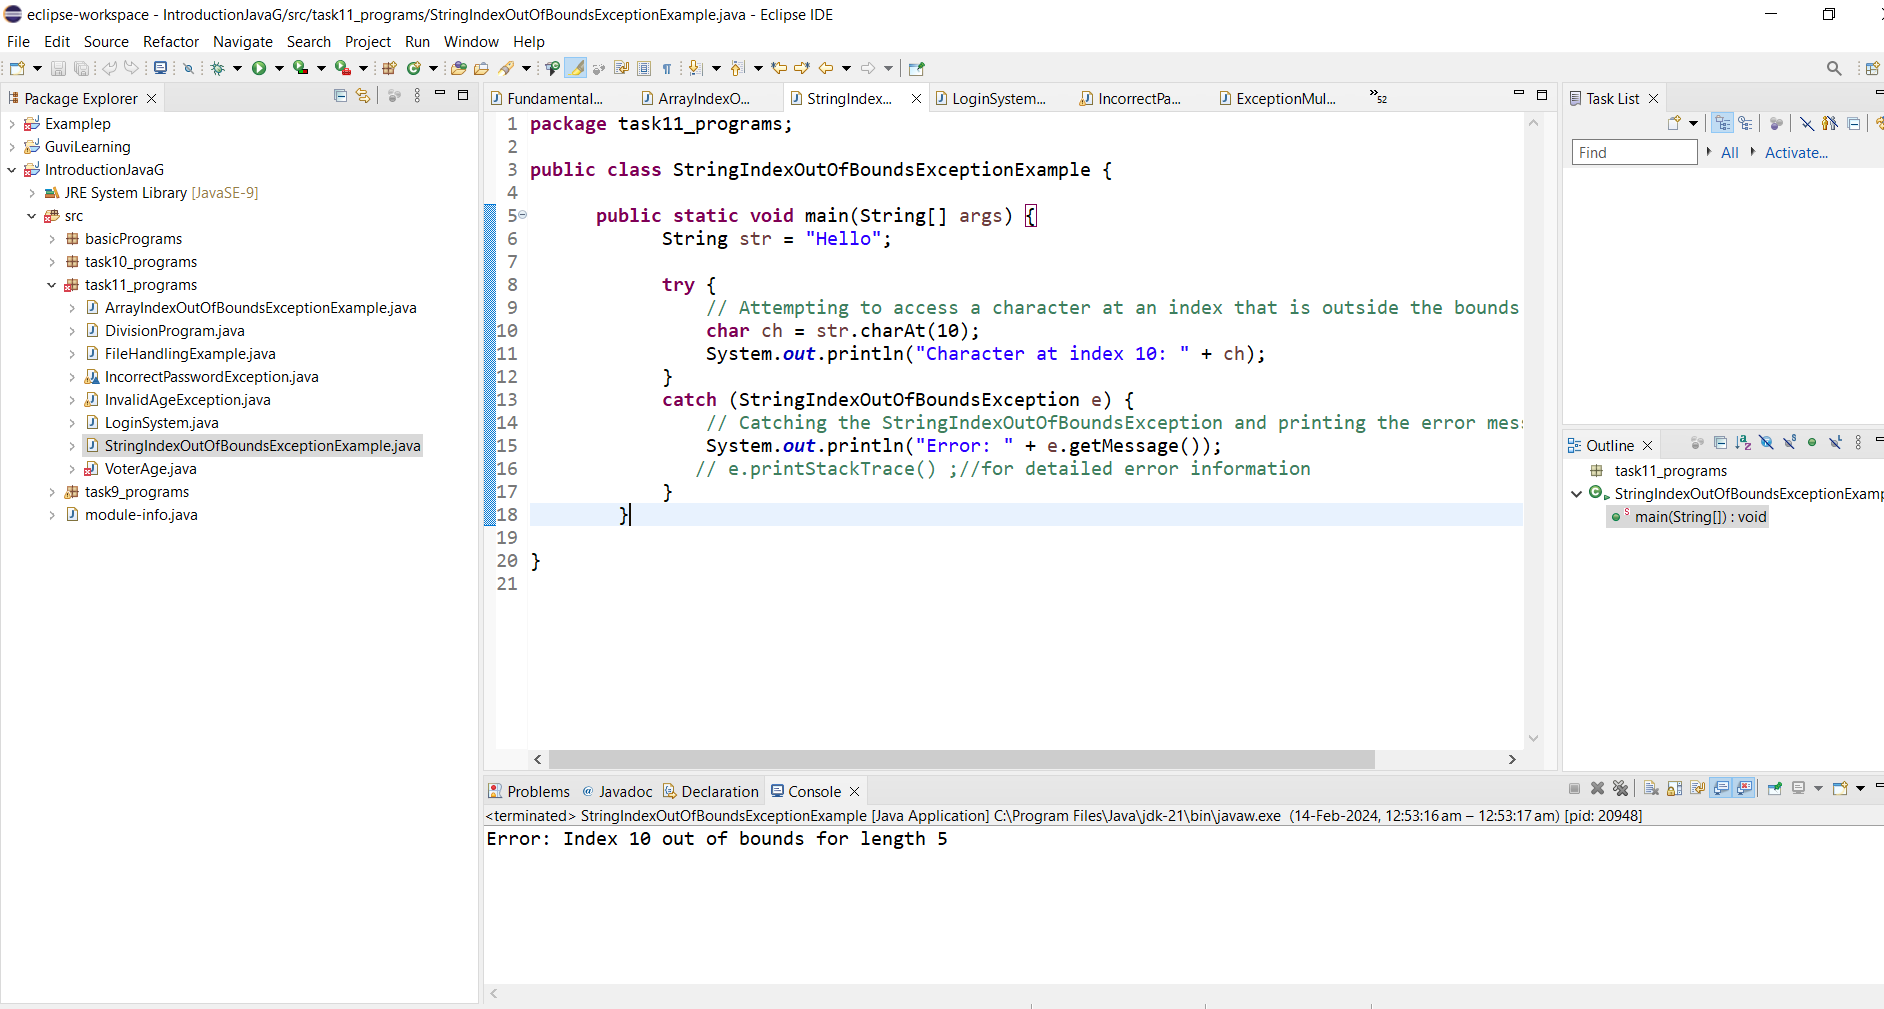 eclipse-workspace - IntroductionJavaG/src/task11_programs/StringIndexOutOfBoundsExceptionExample.java - Eclipse IDE
File Edit Source Refactor Navigate Search Project Run Window Help
Package Explorer
Examplep
GuviLearning
IntroductionJavaG
JRE System Library [JavaSE-9]
src
basicPrograms
task10_programs
task11_programs
ArrayIndexOutOfBoundsExceptionExample.java
DivisionProgram.java
FileHandlingExample.java
IncorrectPasswordException.java
InvalidAgeException.java
LoginSystem.java
StringIndexOutOfBoundsExceptionExample.java
VoterAge.java
task9_programs
module-info.java
Fundamental... ArrayIndexO... StringIndex... LoginSystem... IncorrectPa... ExceptionMul... »52
1 package task11_programs;
2
3 public class StringIndexOutOfBoundsExceptionExample {
4
5 public static void main(String[] args) {
6 String str = "Hello";
7
8 try {
9 // Attempting to access a character at an index that is outside the bounds
10 char ch = str.charAt(10);
11 System.out.println("Character at index 10: " + ch);
12 }
13 catch (StringIndexOutOfBoundsException e) {
14 // Catching the StringIndexOutOfBoundsException and printing the error mes
15 System.out.println("Error: " + e.getMessage());
16 // e.printStackTrace() ;//for detailed error information
17 }
18 }
19
20 }
21
Task List
Find All Activate...
Outline
task11_programs
StringIndexOutOfBoundsExceptionExamp
main(String[]) : void
Problems Javadoc Declaration Console
<terminated> StringIndexOutOfBoundsExceptionExample [Java Application] C:\Program Files\Java\jdk-21\bin\javaw.exe (14-Feb-2024, 12:53:16 am – 12:53:17 am) [pid: 20948]
Error: Index 10 out of bounds for length 5